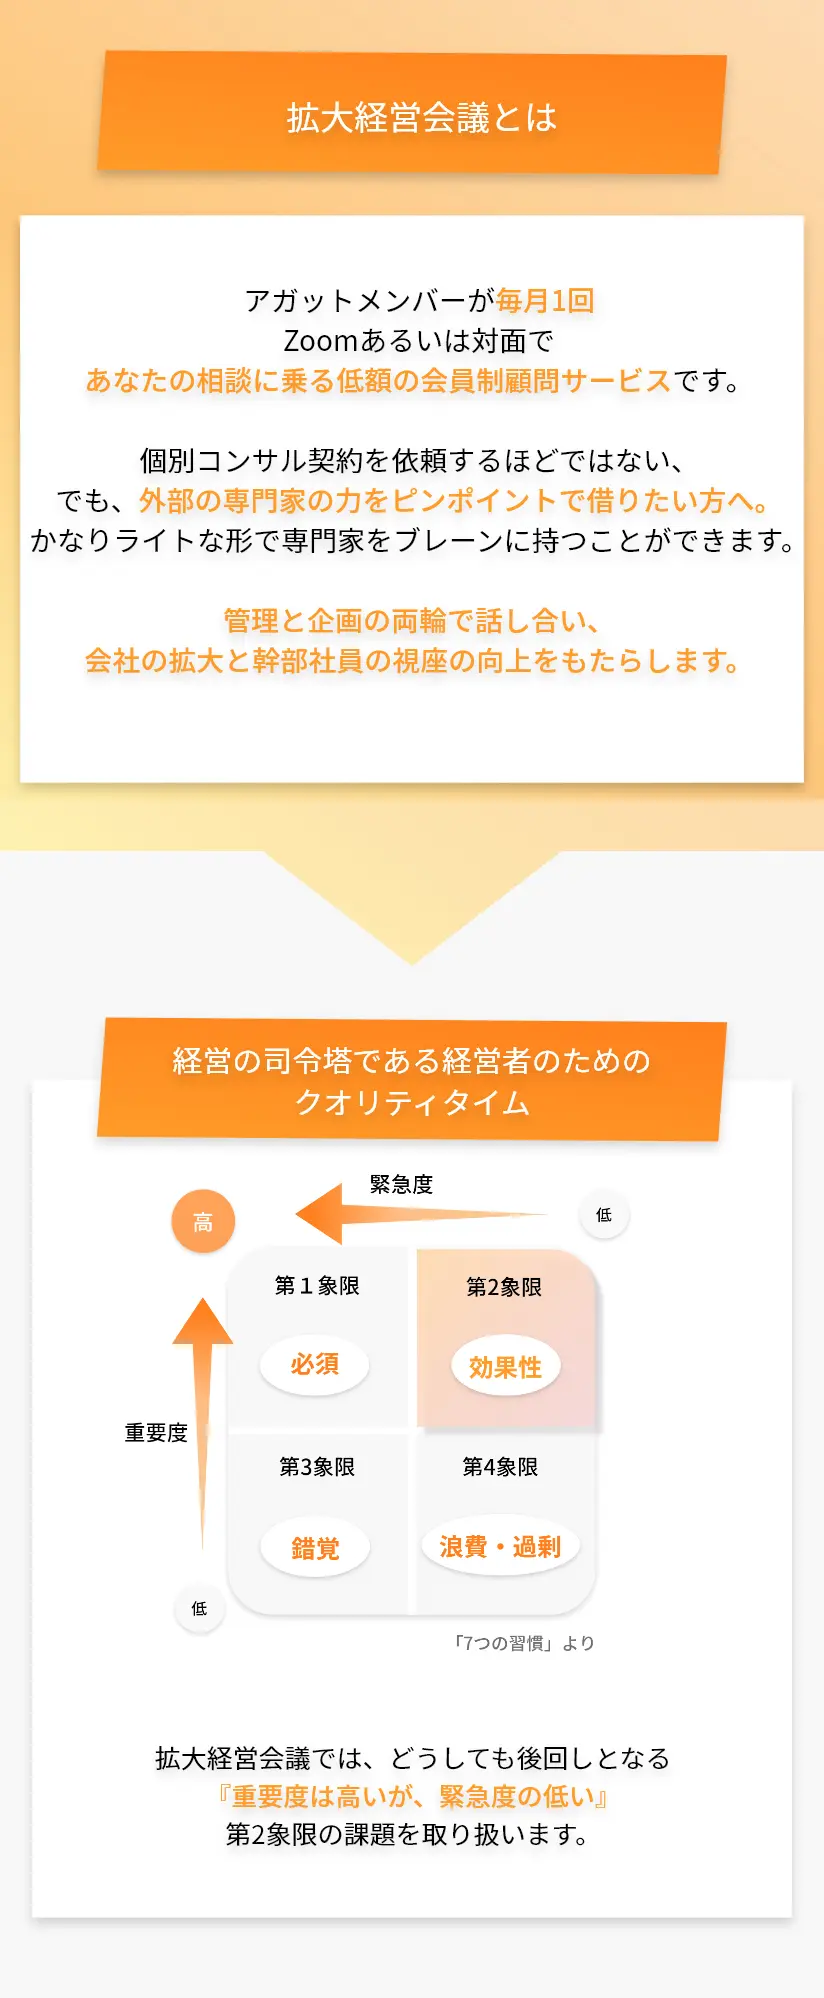 拡大経営会議とは
アガットメンバーが毎月1回
Zoomあるいは対面で
あなたの相談に乗る低額の会員制顧問サービスです。
個別コンサル契約を依頼するほどではない、
でも、外部の専門家の力をピンポイントで借りたい方へ。
かなりライトな形で専門家をブレーンに持つことができます。
管理と企画の両輪で話し合い、
会社の拡大と幹部社員の視座の向上をもたらします。
経営の司令塔である経営者のための
クオリティタイム
緊急度
高
低
第１象限
第2象限
必須
効果性
重要度
第3象限
第4象限
錯覚
浪費・過剰
低
「7つの習慣」より
拡大経営会議では、どうしても後回しとなる
『重要度は高いが、緊急度の低い』
第2象限の課題を取り扱います。